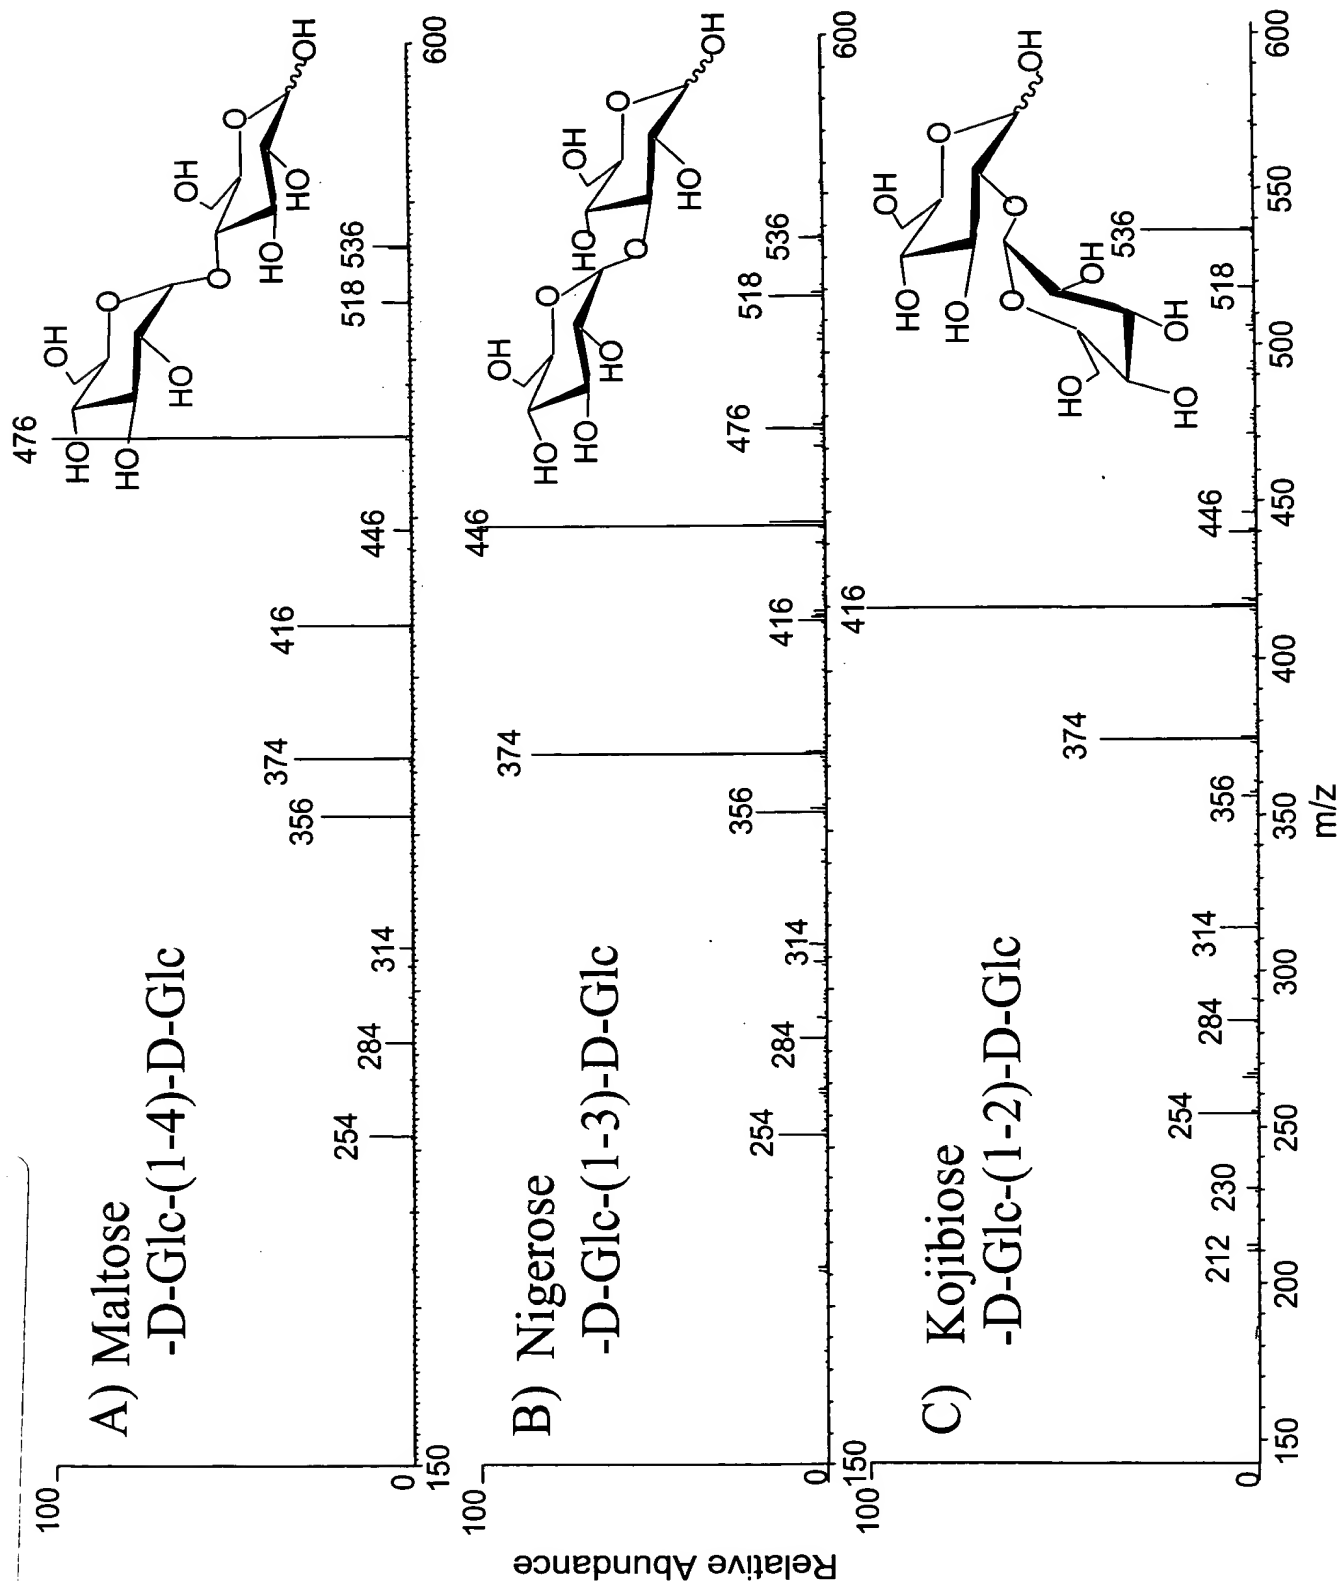 Relative Abundance
100
0
A) Maltose
-D-Glc-(1-4)-D-Glc
254
284
314
356
374
416
446
476
518
536
HO
HO
OH
HO
O
O
OH
HO
HO
O
OH
150
600
100
0
B) Nigerose
-D-Glc-(1-3)-D-Glc
254
284
314
356
374
416
446
476
518
536
HO
HO
OH
HO
O
O
HO
OH
HO
O
OH
150
600
100
0
C) Kojibiose
-D-Glc-(1-2)-D-Glc
212
230
254
284
314
356
374
416
446
518
536
HO
HO
OH
O
OH
O
O
HO
HO
OH
OH
150
200
250
300
350
400
450
500
550
600
m/z